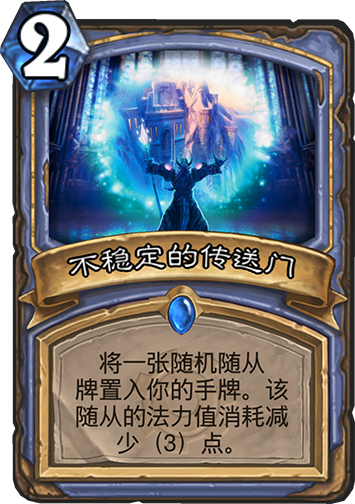 2
不稳定的传送门
将一张随机随从
牌置入你的手牌。该
随从的法力值消耗减
少（3）点。